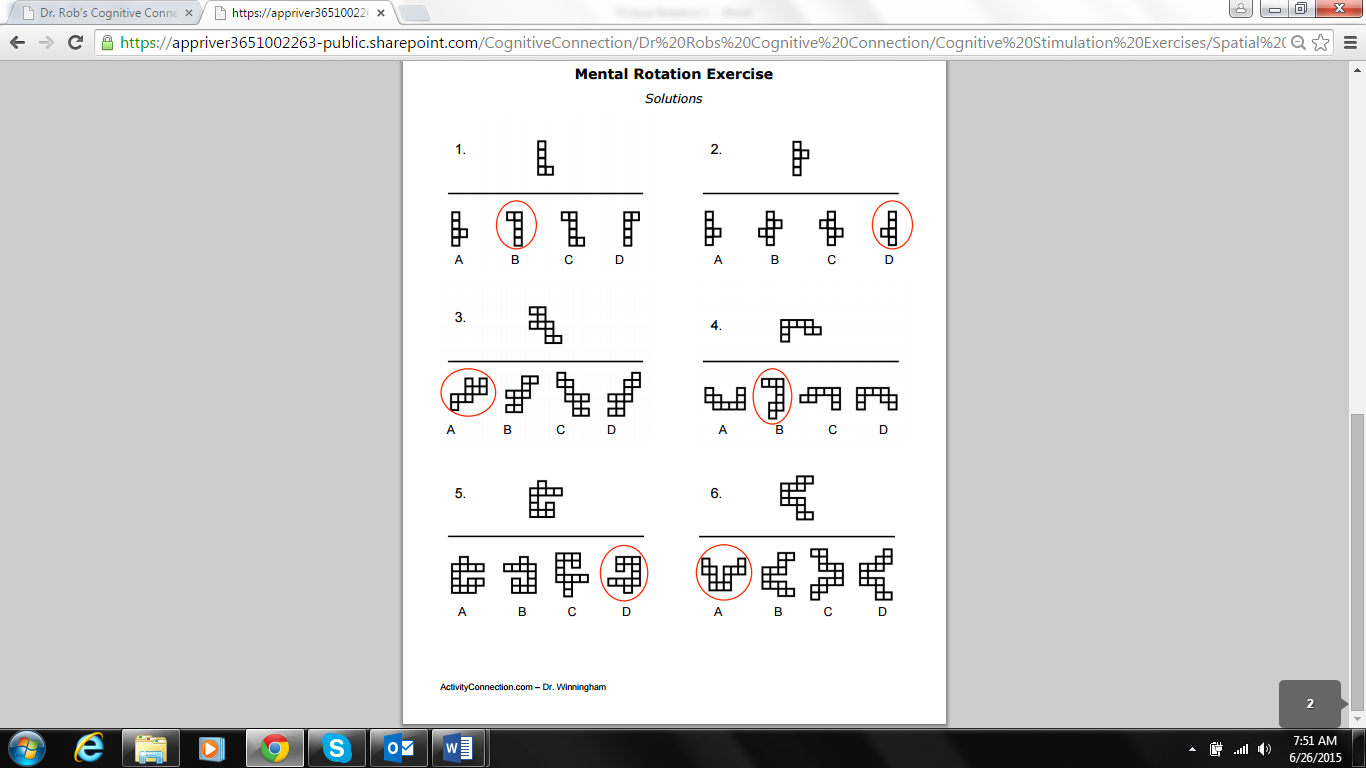 Dr. Rob's Cognitive Conne
https://appriver365100226
https://appriver3651002263-public.sharepoint.com/CognitiveConnection/Dr%20Robs%20Cognitive%20Connection/Cognitive%20Stimulation%20Exercises/Spatial%20
Mental Rotation Exercise
Solutions
1.
2.
A B C D
A B C D
3.
4.
A B C D
A B C D
5.
6.
A B C D
A B C D
ActivityConnection.com – Dr. Winningham
2
7:51 AM
6/26/2015